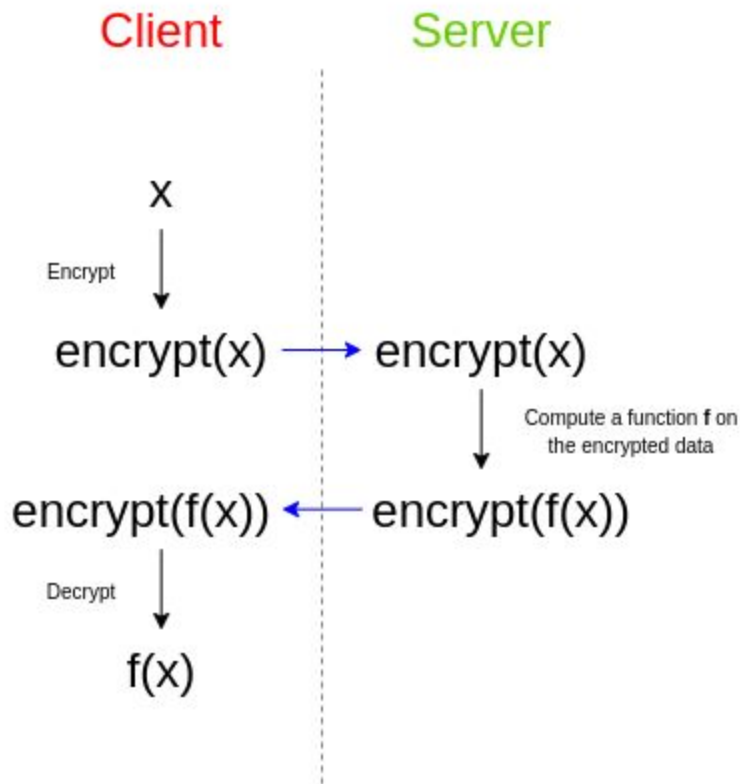 Client
Server
x
Encrypt
encrypt(x)
encrypt(x)
Compute a function f on
the encrypted data
encrypt(f(x))
encrypt(f(x))
Decrypt
f(x)